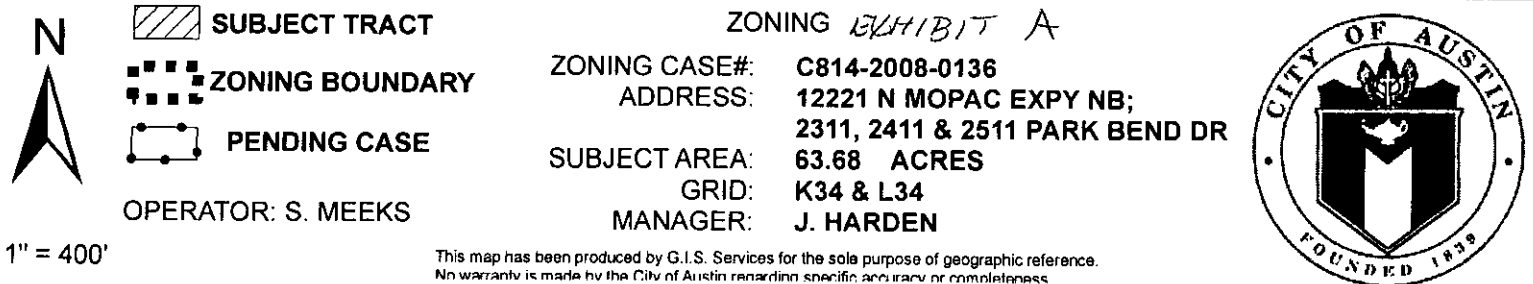 N
SUBJECT TRACT
ZONING BOUNDARY
PENDING CASE
OPERATOR: S. MEEKS
1" = 400'
ZONING EXHIBIT A
ZONING CASE#: C814-2008-0136
ADDRESS: 12221 N MOPAC EXPY NB;
2311, 2411 & 2511 PARK BEND DR
SUBJECT AREA: 63.68 ACRES
GRID: K34 & L34
MANAGER: J. HARDEN
This map has been produced by G.I.S. Services for the sole purpose of geographic reference.
No warranty is made by the City of Austin regarding specific accuracy or completeness
CITY OF AUSTIN
FOUNDED 1839